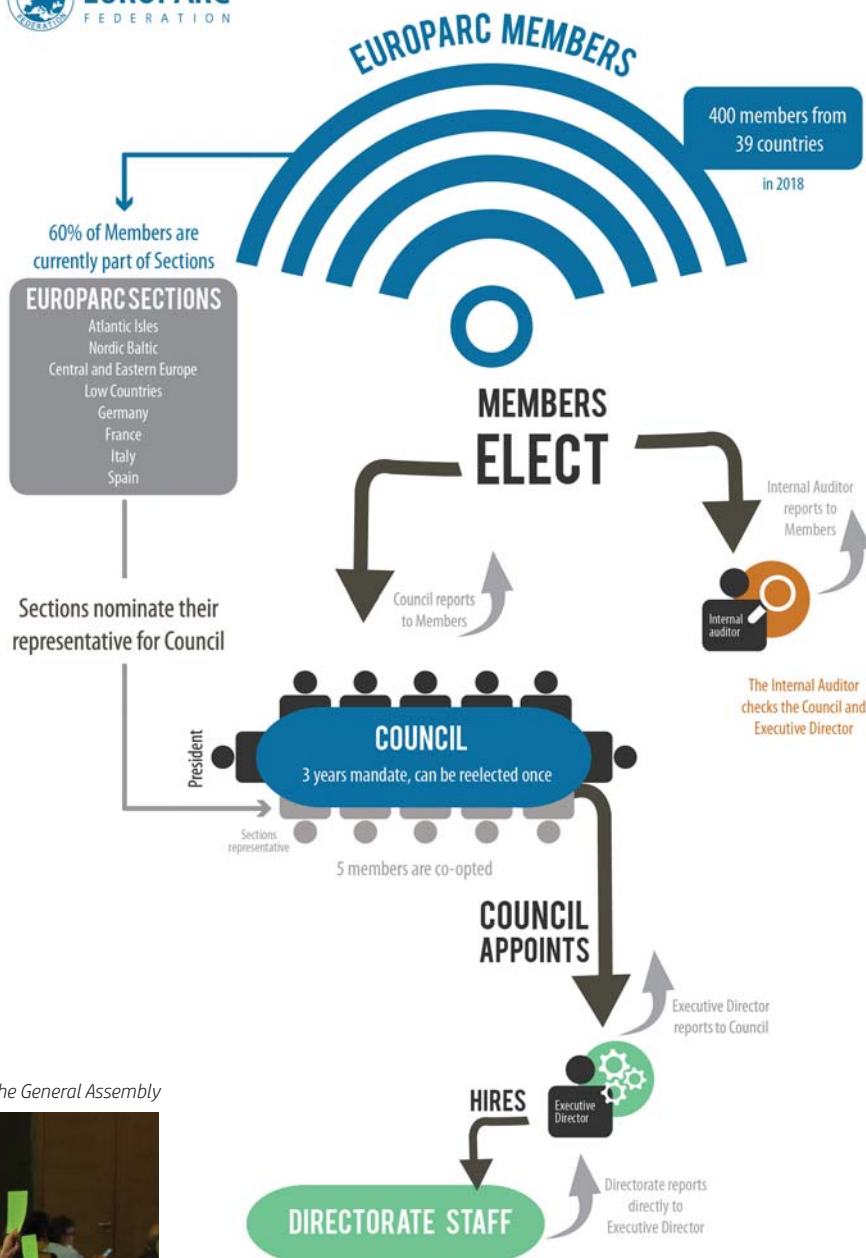 EUROPARC
FEDERATION
FEDERATION
EUROPARC MEMBERS
400 members from
39 countries
in 2018
60% of Members are
currently part of Sections
EUROPARC SECTIONS
Atlantic Isles
Nordic Baltic
Central and Eastern Europe
Low Countries
Germany
France
Italy
Spain
MEMBERS
ELECT
Internal Auditor
reports to
Members
Internal
auditor
The Internal Auditor
checks the Council and
Executive Director
Council reports
to Members
Sections nominate their
representative for Council
President
COUNCIL
3 years mandate, can be reelected once
Sections
representative
5 members are co-opted
COUNCIL
APPOINTS
Executive Director
reports to Council
HIRES
Executive
Director
Directorate reports
directly to
Executive Director
DIRECTORATE STAFF
he General Assembly